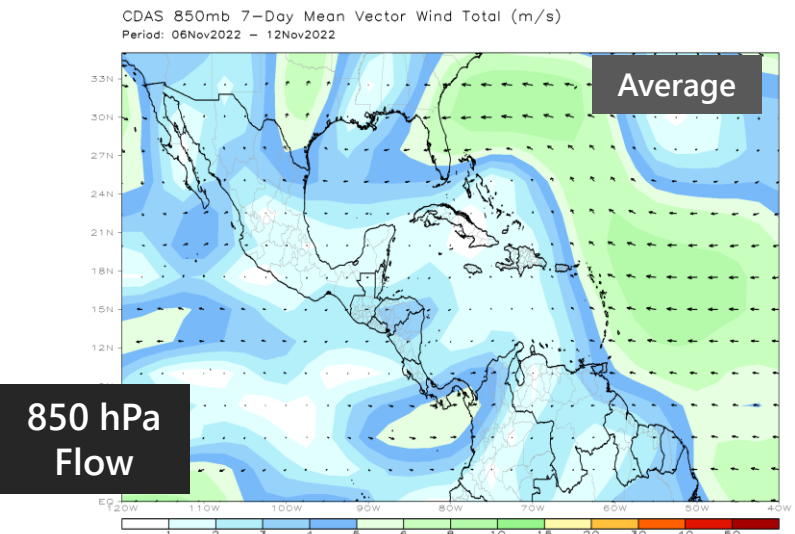 CDAS 850mb 7-Day Mean Vector Wind Total (m/s)
Period: 06Nov2022 - 12Nov2022
Average
33N
30N
27N
24N
21N
18N
15N
12N
850 hPa
Flow
EQ
120W 110W 100W 90W 80W 70W 60W 50W 40W
1 2 3 4 5 6 8 10 15 20 30 40 50